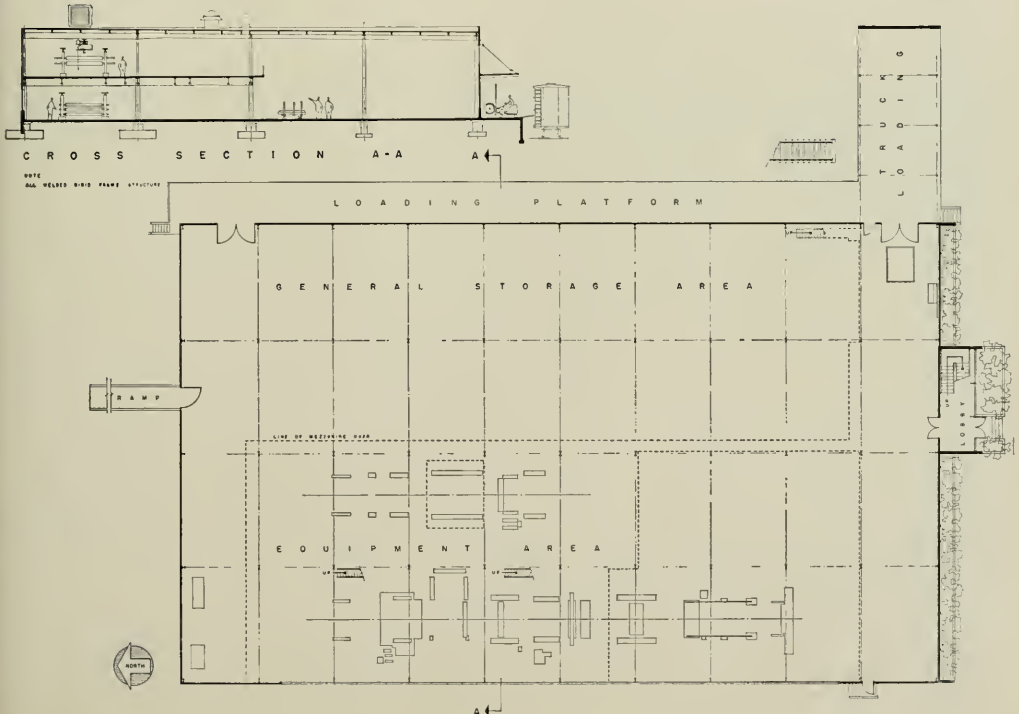 CROSS SECTION A-A
A
NOTE
ALL WELDED RIGID FRAME STRUCTURE
TRUCK LOADING
LOADING PLATFORM
UP
GENERAL STORAGE AREA
RAMP
UP
LOBBY
LINE OF MEZZANINE OVER
EQUIPMENT AREA
UP
UP
NORTH
A